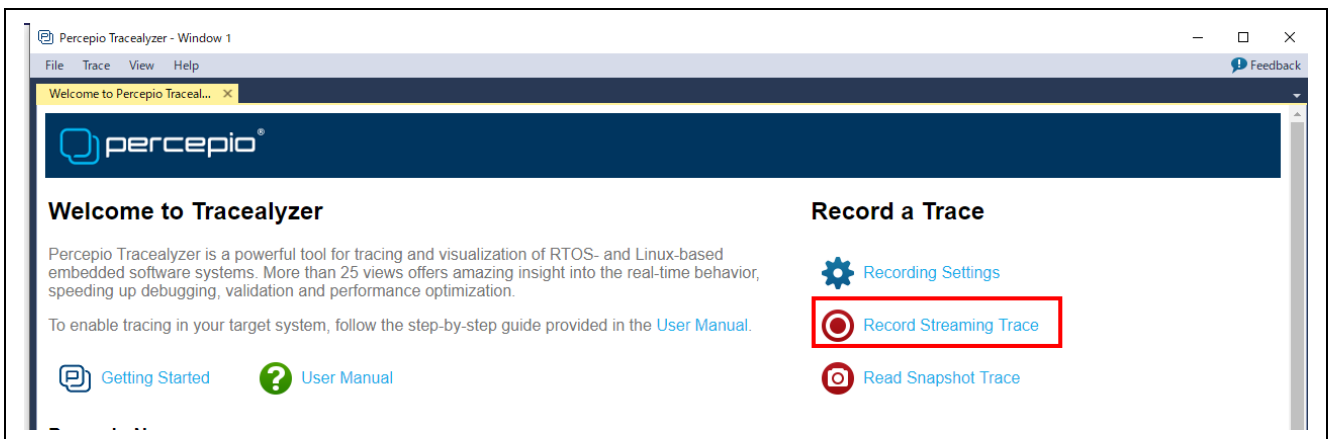 Percepio Tracealyzer - Window 1
File Trace View Help
Feedback
Welcome to Percepio Traceal...
percepio®
Welcome to Tracealyzer
Percepio Tracealyzer is a powerful tool for tracing and visualization of RTOS- and Linux-based
embedded software systems. More than 25 views offers amazing insight into the real-time behavior,
speeding up debugging, validation and performance optimization.
To enable tracing in your target system, follow the step-by-step guide provided in the User Manual.
Getting Started
User Manual
Record a Trace
Recording Settings
Record Streaming Trace
Read Snapshot Trace